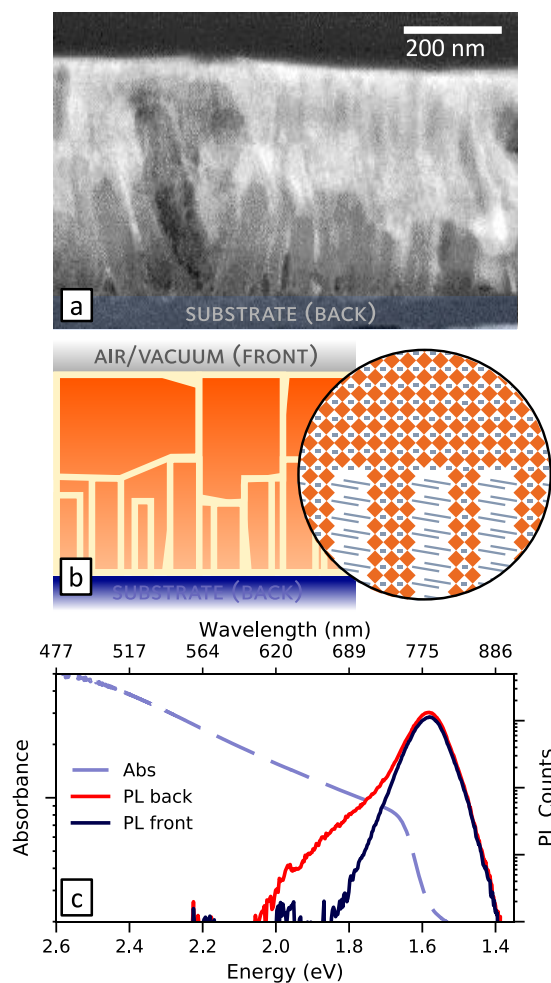 200 nm
a
SUBSTRATE (BACK)
AIR/VACUUM (FRONT)
b
SUBSTRATE (BACK)
Wavelength (nm)
477 517 564 620 689 775 886
Absorbance
Abs
PL back
PL front
PL Counts
c
2.6 2.4 2.2 2.0 1.8 1.6 1.4
Energy (eV)